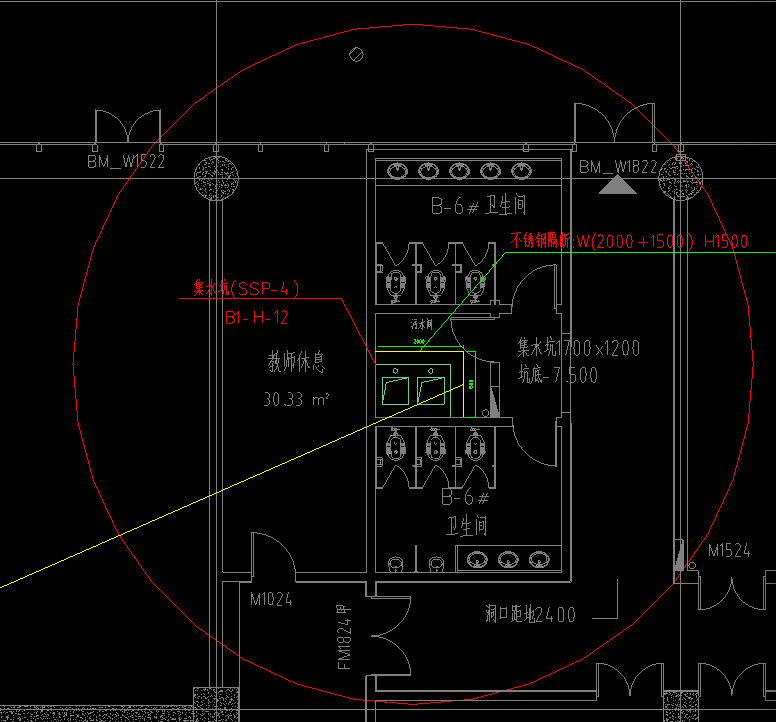 BM_W1522
BM_W1822
B-6#卫生间
不锈钢隔断:W(2000+1500) H1500
集水坑(SSP-4)
B1-H-12
污水间
2000
集水坑1700x1200
坑底-7.500
教师休息
30.33 m²
B-6#
卫生间
M1524
M1024
洞口距地2400
FM1824甲